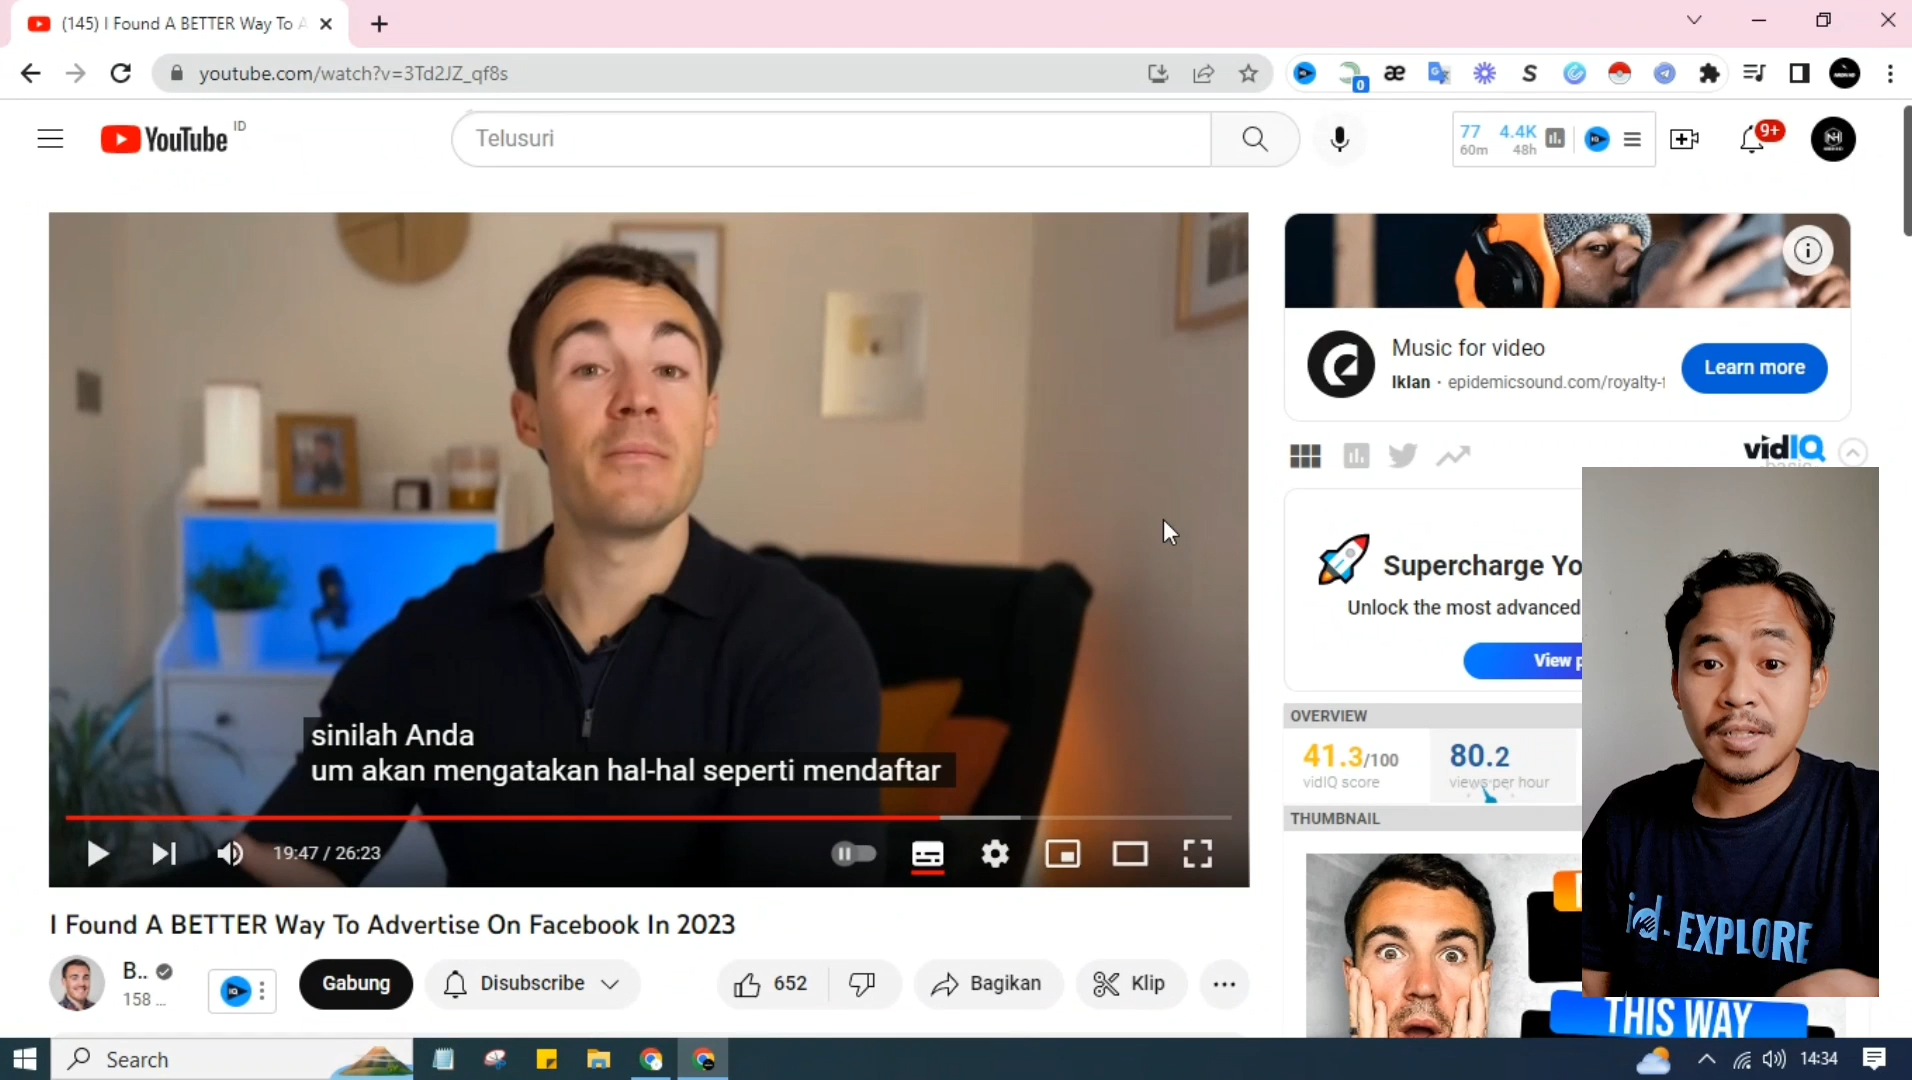 (145) I Found A BETTER Way To A
youtube.com/watch?v=3Td2JZ_qf8s
0
æ
S
YouTube ID
Telusuri
77 4.4K
60m 48h
9+
NH
Music for video
Iklan · epidemicsound.com/royalty-f
Learn more
vidIQ
basic
Supercharge Yo
Unlock the most advanced
View p
OVERVIEW
41.3/100 80.2
vidIQ score views per hour
THUMBNAIL
THIS WAY
id-EXPLORE
sinilah Anda
um akan mengatakan hal-hal seperti mendaftar
19:47 / 26:23
I Found A BETTER Way To Advertise On Facebook In 2023
B..
158 ...
Gabung
Disubscribe
652
Bagikan
Klip
Search
14:34